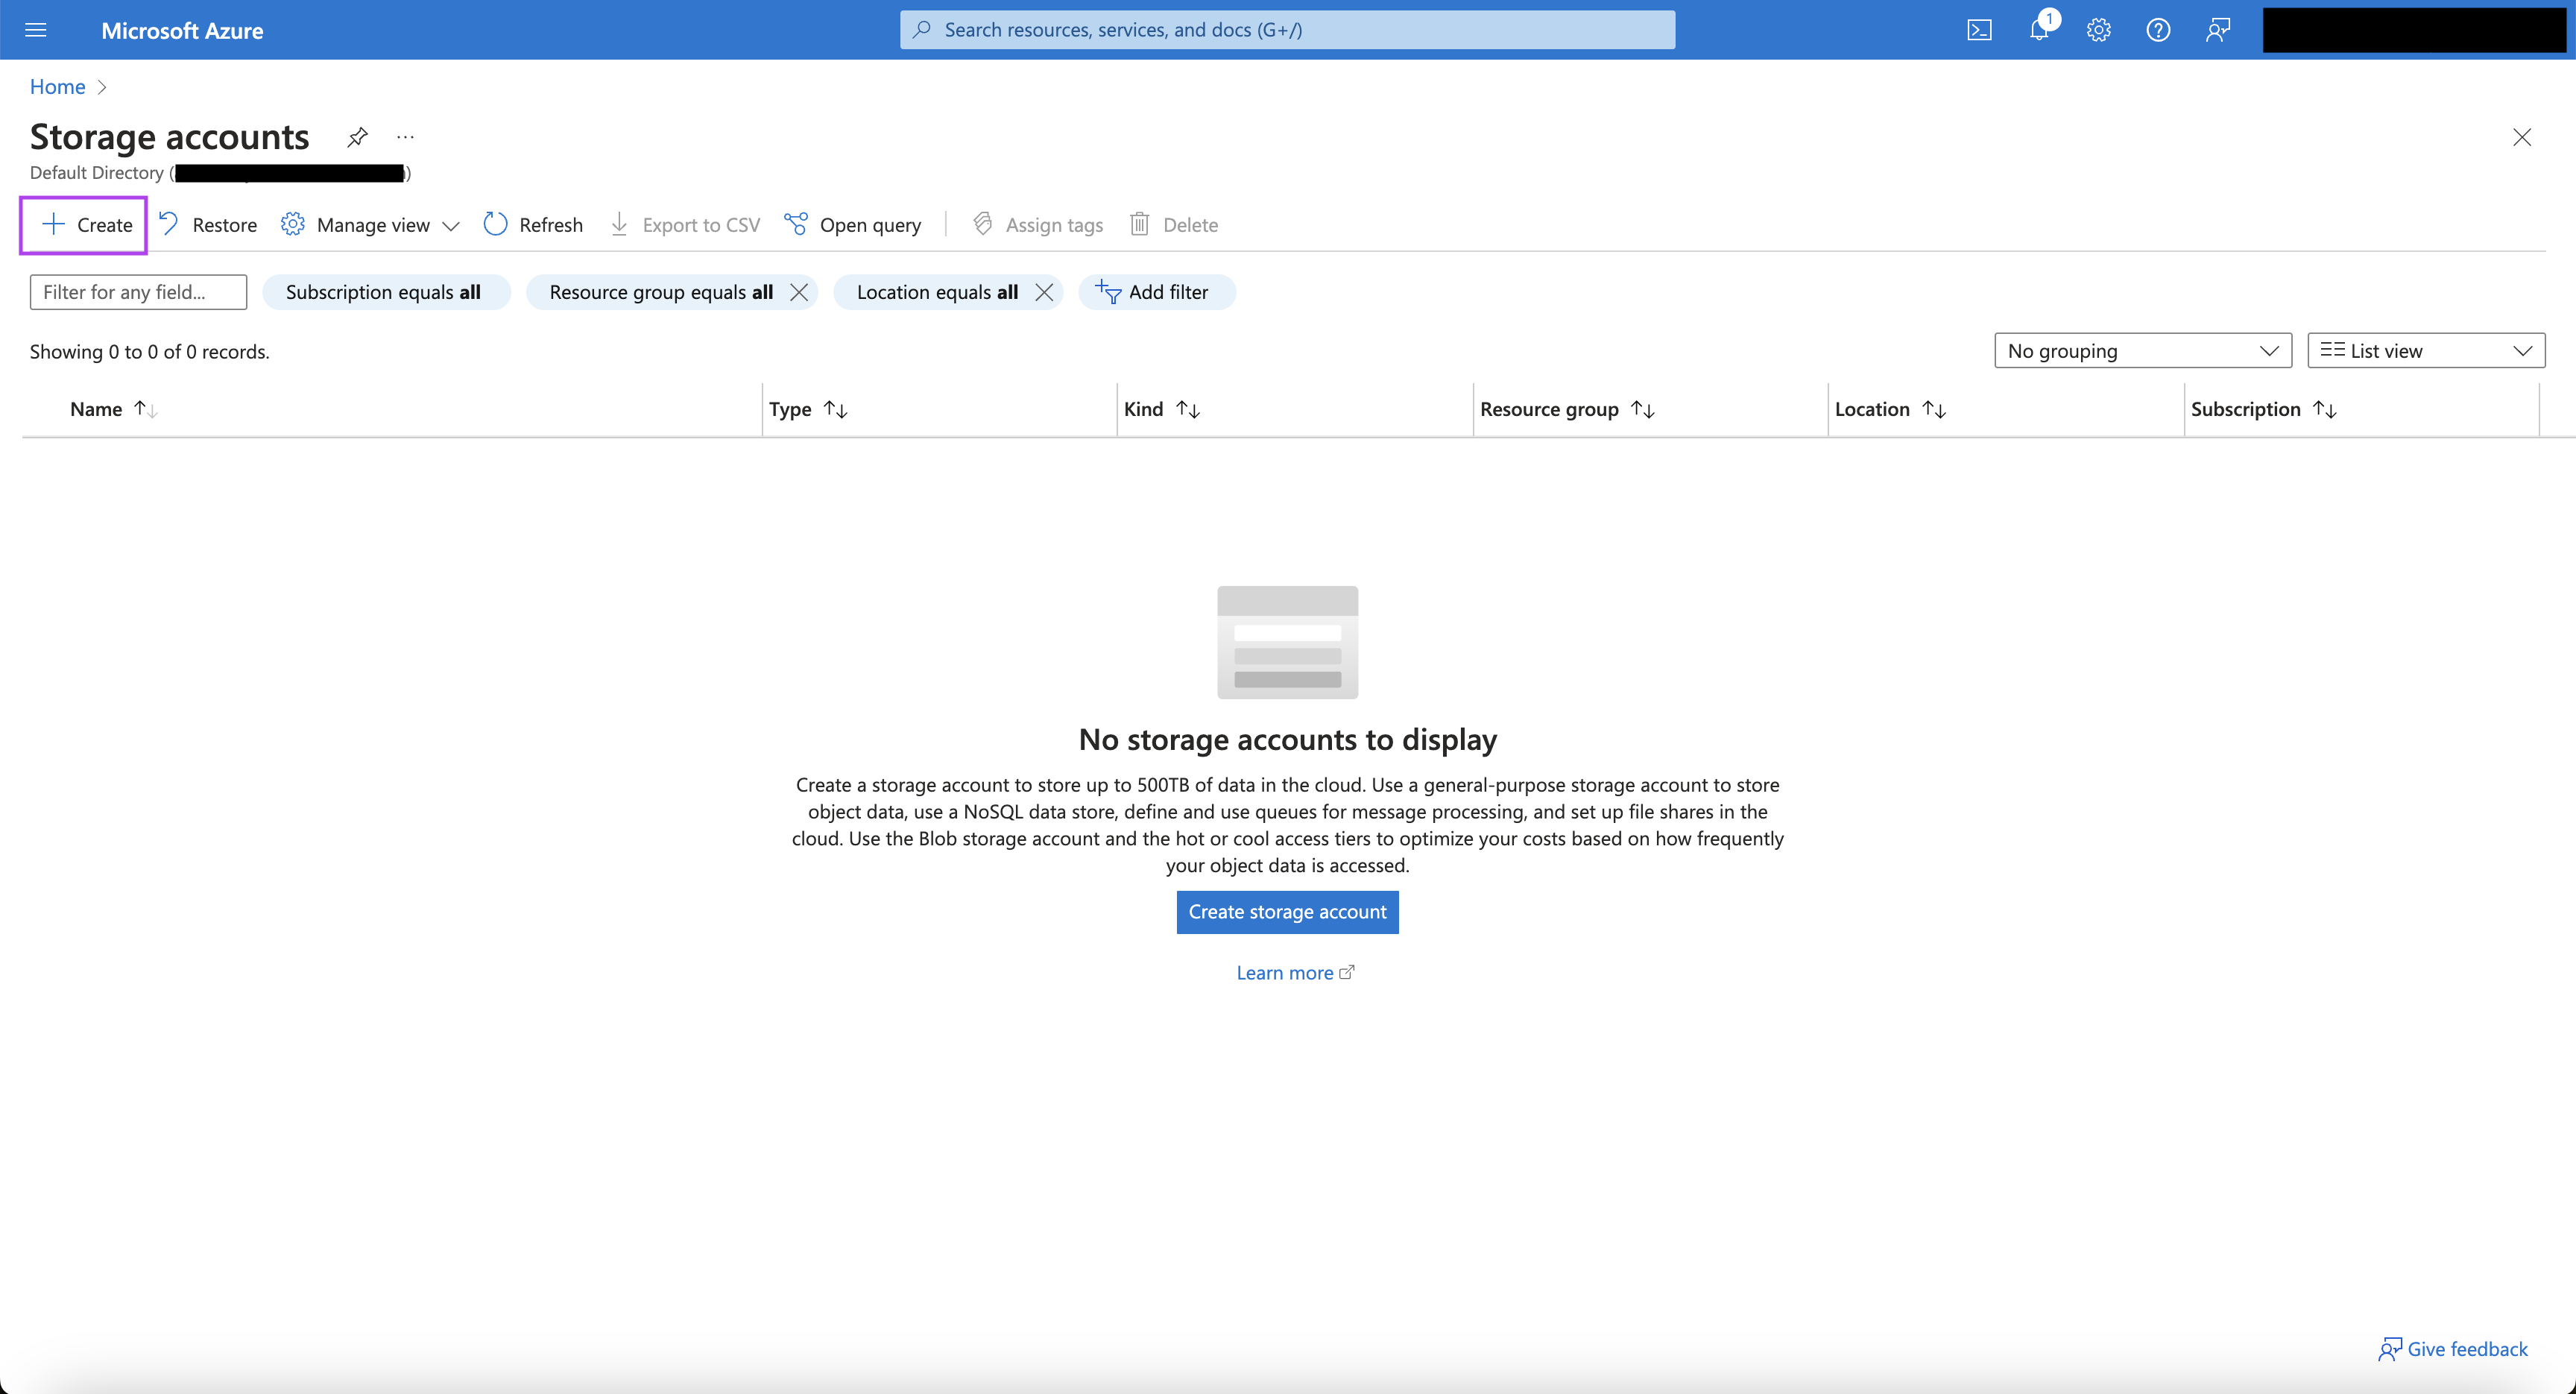 Microsoft Azure
Search resources, services, and docs (G+/)
1
Home
Storage accounts
Default Directory ( )
Create
Restore
Manage view
Refresh
Export to CSV
Open query
Assign tags
Delete
Filter for any field...
Subscription equals all
Resource group equals all
Location equals all
Add filter
Showing 0 to 0 of 0 records.
No grouping
List view
Name
Type
Kind
Resource group
Location
Subscription
No storage accounts to display
Create a storage account to store up to 500TB of data in the cloud. Use a general-purpose storage account to store
object data, use a NoSQL data store, define and use queues for message processing, and set up file shares in the
cloud. Use the Blob storage account and the hot or cool access tiers to optimize your costs based on how frequently
your object data is accessed.
Create storage account
Learn more
Give feedback